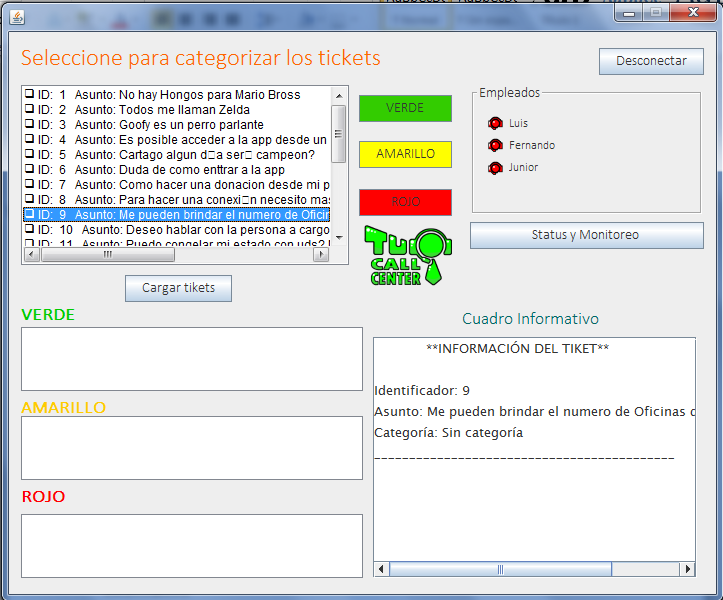 Seleccione para categorizar los tickets
Desconectar
ID: 1 Asunto: No hay Hongos para Mario Bross
ID: 2 Asunto: Todos me llaman Zelda
ID: 3 Asunto: Goofy es un perro parlante
ID: 4 Asunto: Es posible acceder a la app desde un
ID: 5 Asunto: Cartago algun d□a ser□ campeon?
ID: 6 Asunto: Duda de como enttrar a la app
ID: 7 Asunto: Como hacer una donacion desde mi p
ID: 8 Asunto: Para hacer una conexi□n necesito mas
ID: 9 Asunto: Me pueden brindar el numero de Oficin
ID: 10 Asunto: Deseo hablar con la persona a cargo
ID: 11 Asunto: Puedo congelar mi estado con uds?
VERDE
AMARILLO
ROJO
Tu
CALL
CENTER
Empleados
Luis
Fernando
Junior
Status y Monitoreo
Cargar tikets
VERDE
AMARILLO
ROJO
Cuadro Informativo
**INFORMACIÓN DEL TIKET**
Identificador: 9
Asunto: Me pueden brindar el numero de Oficinas
Categoría: Sin categoría